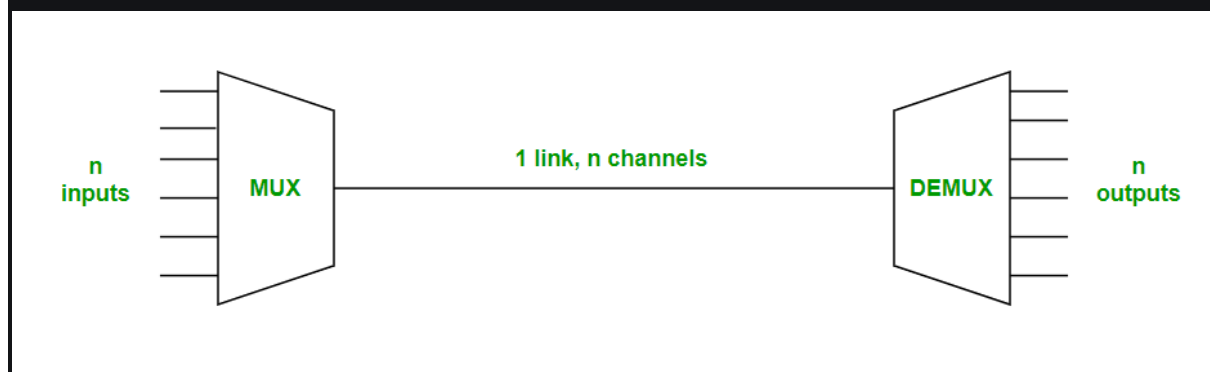 n
inputs
MUX
1 link, n channels
DEMUX
n
outputs